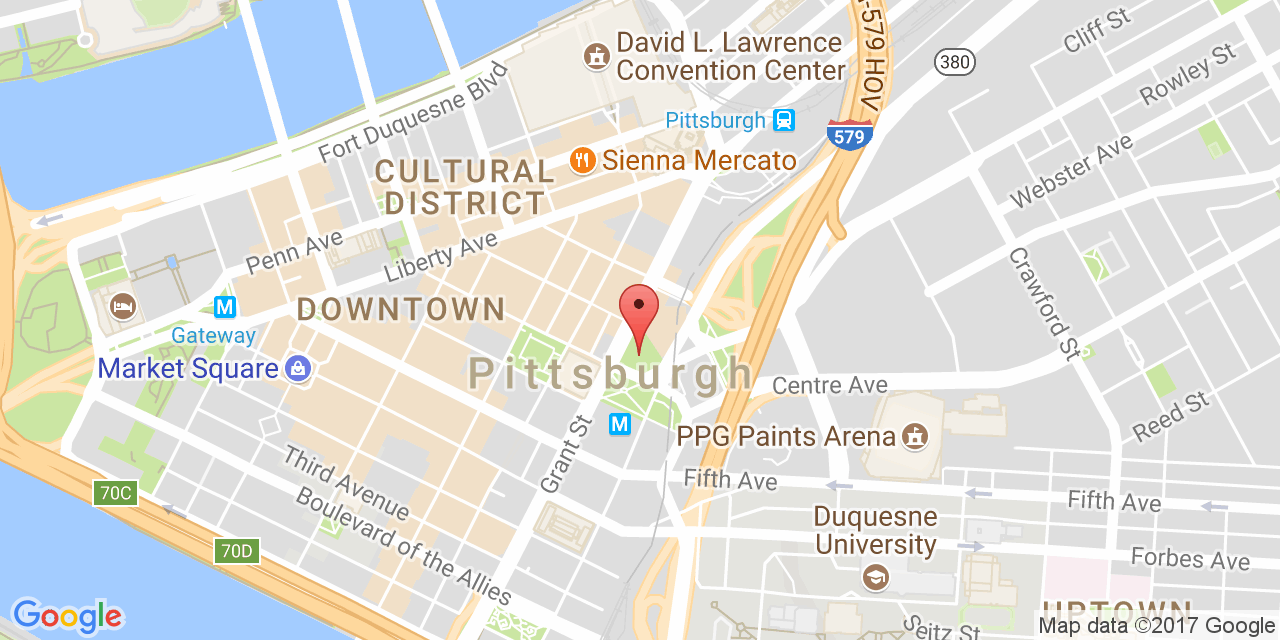 I-579 HOV
Cliff St
David L. Lawrence
Convention Center
380
Rowley St
Fort Duquesne Blvd
Pittsburgh
579
CULTURAL
DISTRICT
Sienna Mercato
Webster Ave
Penn Ave
Liberty Ave
Crawford St
M
DOWNTOWN
Gateway
Market Square
Pittsburgh
Centre Ave
Reed St
M
PPG Paints Arena
Grant St
Third Avenue
Fifth Ave
70C
Fifth Ave
Boulevard of the Allies
Duquesne
University
70D
Forbes Ave
Google
UPTOWN
Seitz St
Map data ©2017 Google